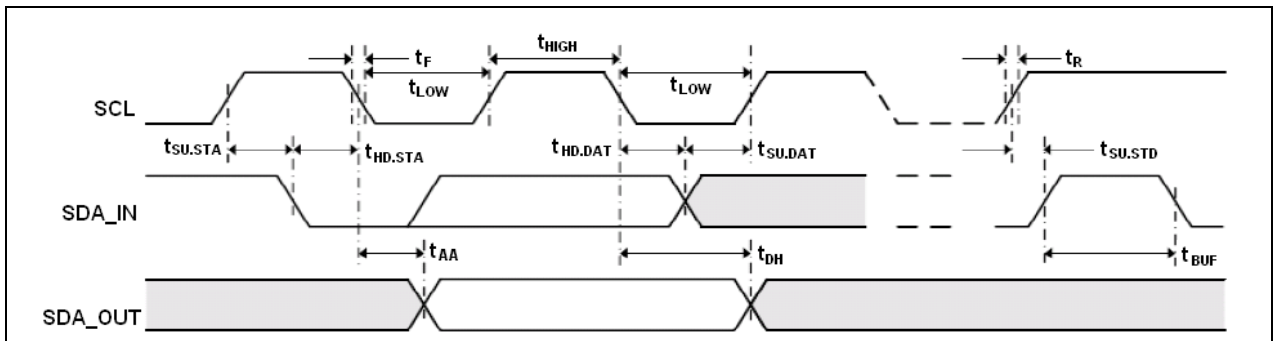 tHIGH
tF
tR
tLOW
tLOW
SCL
tSU.STA
tHD.STA
tHD.DAT
tSU.DAT
tSU.STD
SDA_IN
tAA
tDH
tBUF
SDA_OUT